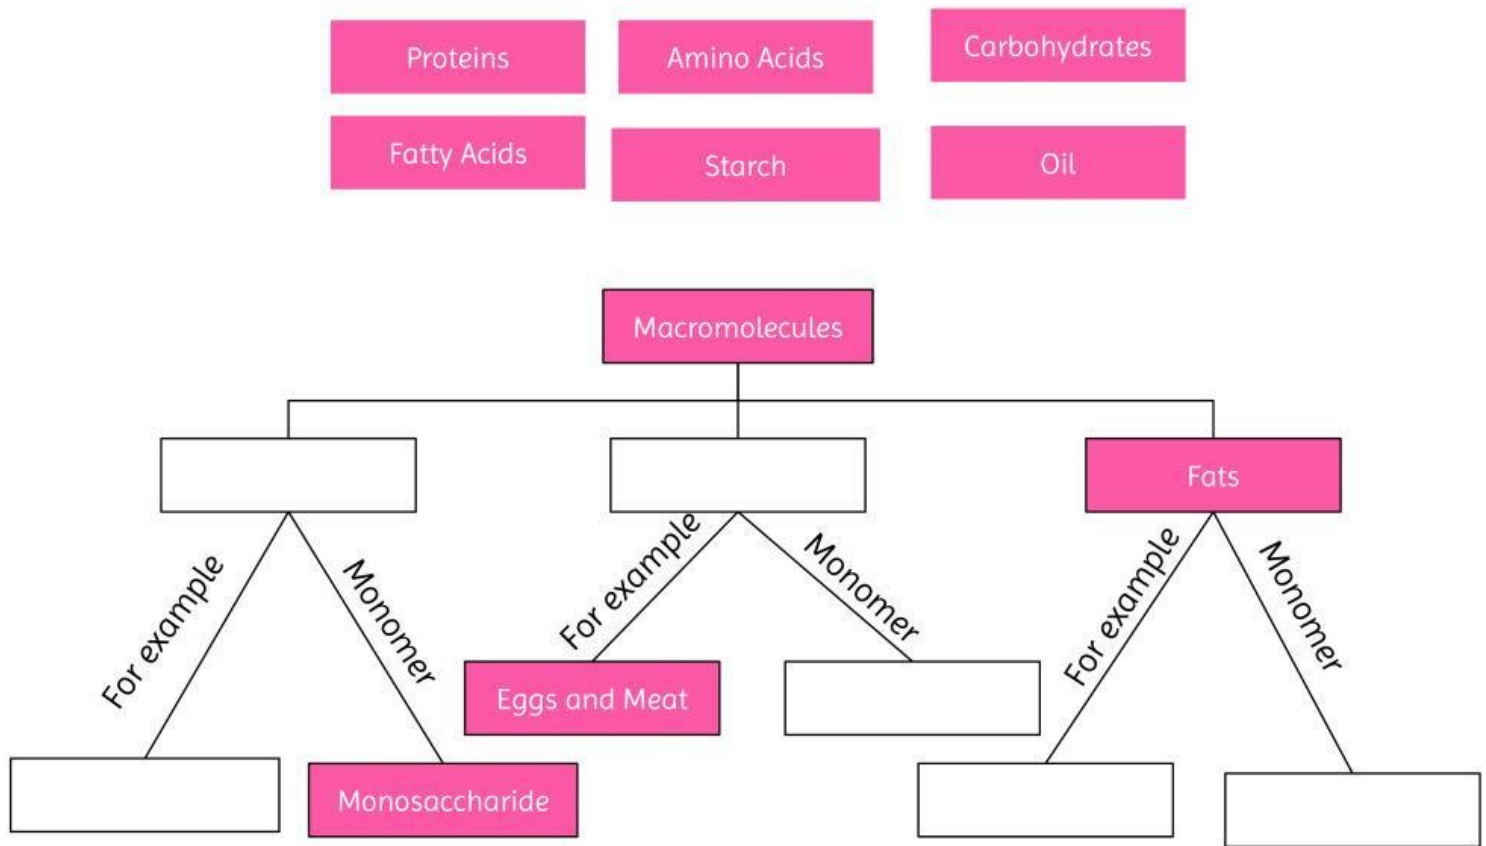 Proteins
Amino Acids
Carbohydrates
Fatty Acids
Starch
Oil
Macromolecules
Fats
For example
Monomer
For example
Monomer
For example
Monomer
Eggs and Meat
Monosaccharide